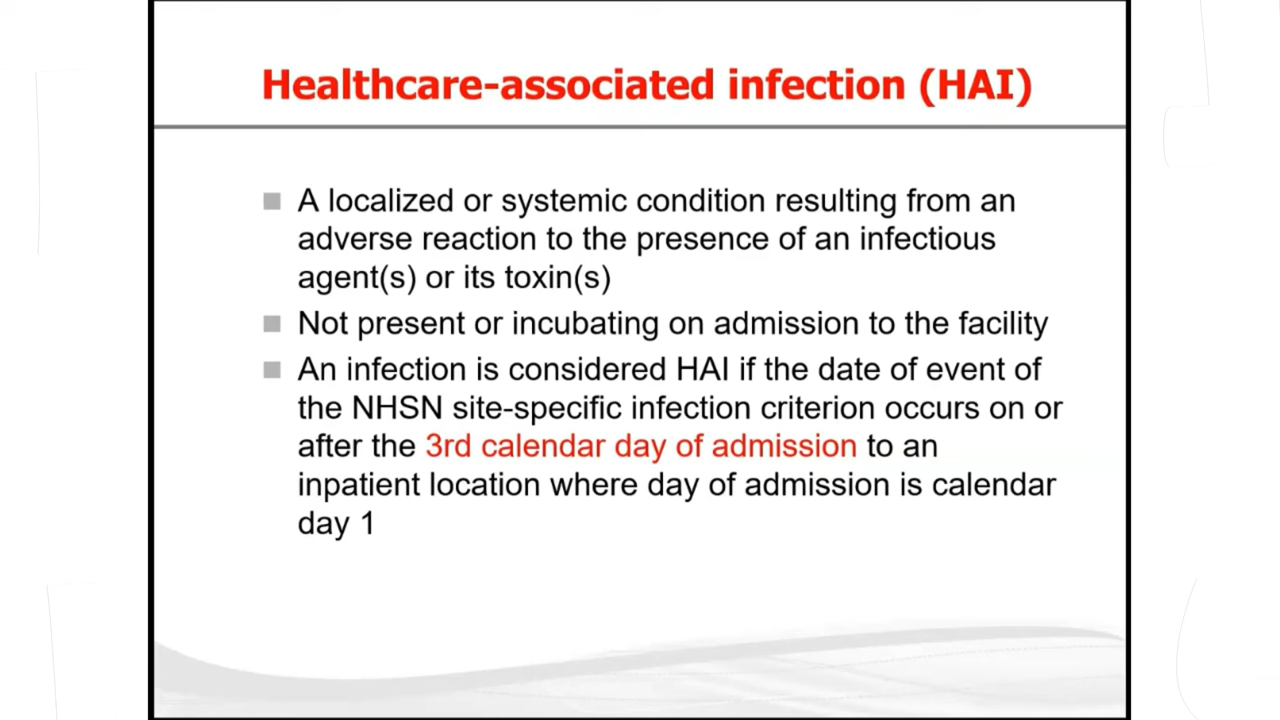 Healthcare-associated infection (HAI)
A localized or systemic condition resulting from an
adverse reaction to the presence of an infectious
agent(s) or its toxin(s)
Not present or incubating on admission to the facility
An infection is considered HAI if the date of event of
the NHSN site-specific infection criterion occurs on or
after the 3rd calendar day of admission to an
inpatient location where day of admission is calendar
day 1